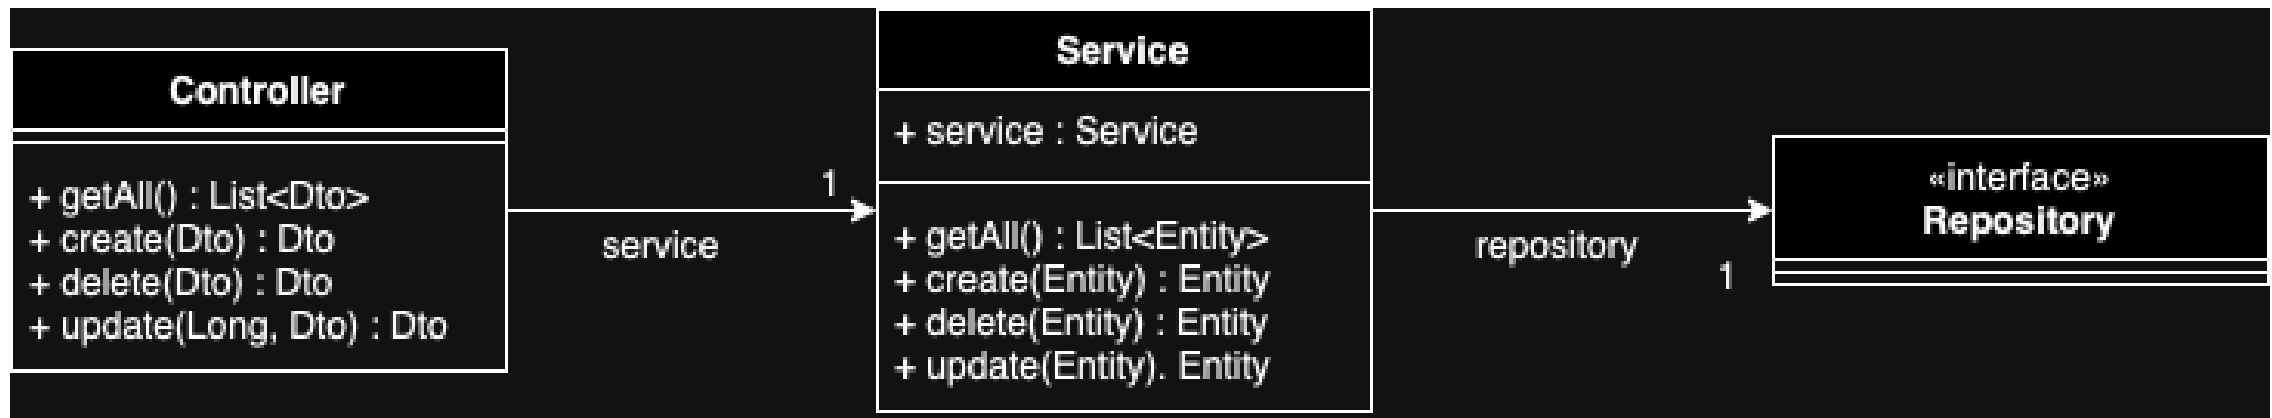 Controller
+ getAll() : List<Dto>
+ create(Dto) : Dto
+ delete(Dto) : Dto
+ update(Long, Dto) : Dto
service
1
Service
+ service : Service
+ getAll() : List<Entity>
+ create(Entity) : Entity
+ delete(Entity) : Entity
+ update(Entity). Entity
repository
1
«interface»
Repository